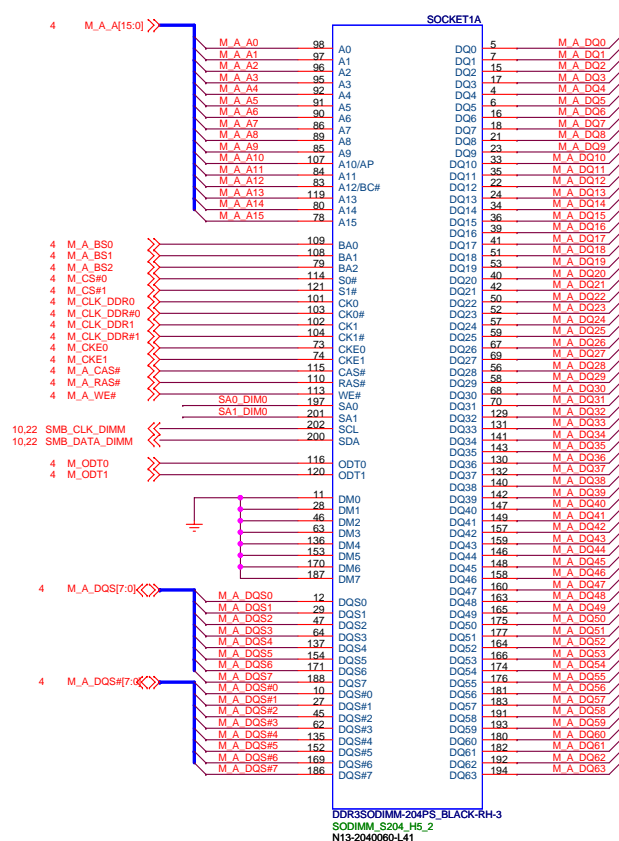 SOCKET1A
4 M_A_A[15:0]
M_A_A0 98 A0
M_A_A1 97 A1
M_A_A2 96 A2
M_A_A3 95 A3
M_A_A4 92 A4
M_A_A5 91 A5
M_A_A6 90 A6
M_A_A7 86 A7
M_A_A8 89 A8
M_A_A9 85 A9
M_A_A10 107 A10/AP
M_A_A11 84 A11
M_A_A12 83 A12/BC#
M_A_A13 119 A13
M_A_A14 80 A14
M_A_A15 78 A15
4 M_A_BS0 109 BA0
4 M_A_BS1 108 BA1
4 M_A_BS2 79 BA2
4 M_CS#0 114 S0#
4 M_CS#1 121 S1#
4 M_CLK_DDR0 101 CK0
4 M_CLK_DDR#0 103 CK0#
4 M_CLK_DDR1 102 CK1
4 M_CLK_DDR#1 104 CK1#
4 M_CKE0 73 CKE0
4 M_CKE1 74 CKE1
4 M_A_CAS# 115 CAS#
4 M_A_RAS# 110 RAS#
4 M_A_WE# 113 WE#
SA0_DIM0 197 SA0
SA1_DIM0 201 SA1
10,22 SMB_CLK_DIMM 202 SCL
10,22 SMB_DATA_DIMM 200 SDA
4 M_ODT0 116 ODT0
4 M_ODT1 120 ODT1
11 DM0
28 DM1
46 DM2
63 DM3
136 DM4
153 DM5
170 DM6
187 DM7
4 M_A_DQS[7:0]
M_A_DQS0 12 DQS0
M_A_DQS1 29 DQS1
M_A_DQS2 47 DQS2
M_A_DQS3 64 DQS3
M_A_DQS4 137 DQS4
M_A_DQS5 154 DQS5
M_A_DQS6 171 DQS6
M_A_DQS7 188 DQS7
4 M_A_DQS#[7:0]
M_A_DQS#0 10 DQS#0
M_A_DQS#1 27 DQS#1
M_A_DQS#2 45 DQS#2
M_A_DQS#3 62 DQS#3
M_A_DQS#4 135 DQS#4
M_A_DQS#5 152 DQS#5
M_A_DQS#6 169 DQS#6
M_A_DQS#7 186 DQS#7
DQ0 5 M_A_DQ0
DQ1 7 M_A_DQ1
DQ2 15 M_A_DQ2
DQ3 17 M_A_DQ3
DQ4 4 M_A_DQ4
DQ5 6 M_A_DQ5
DQ6 16 M_A_DQ6
DQ7 18 M_A_DQ7
DQ8 21 M_A_DQ8
DQ9 23 M_A_DQ9
DQ10 33 M_A_DQ10
DQ11 35 M_A_DQ11
DQ12 22 M_A_DQ12
DQ13 24 M_A_DQ13
DQ14 34 M_A_DQ14
DQ15 36 M_A_DQ15
DQ16 39 M_A_DQ16
DQ17 41 M_A_DQ17
DQ18 51 M_A_DQ18
DQ19 53 M_A_DQ19
DQ20 40 M_A_DQ20
DQ21 42 M_A_DQ21
DQ22 50 M_A_DQ22
DQ23 52 M_A_DQ23
DQ24 57 M_A_DQ24
DQ25 59 M_A_DQ25
DQ26 67 M_A_DQ26
DQ27 69 M_A_DQ27
DQ28 56 M_A_DQ28
DQ29 58 M_A_DQ29
DQ30 68 M_A_DQ30
DQ31 70 M_A_DQ31
DQ32 129 M_A_DQ32
DQ33 131 M_A_DQ33
DQ34 141 M_A_DQ34
DQ35 143 M_A_DQ35
DQ36 130 M_A_DQ36
DQ37 132 M_A_DQ37
DQ38 140 M_A_DQ38
DQ39 142 M_A_DQ39
DQ40 147 M_A_DQ40
DQ41 149 M_A_DQ41
DQ42 157 M_A_DQ42
DQ43 159 M_A_DQ43
DQ44 146 M_A_DQ44
DQ45 148 M_A_DQ45
DQ46 158 M_A_DQ46
DQ47 160 M_A_DQ47
DQ48 163 M_A_DQ48
DQ49 165 M_A_DQ49
DQ50 175 M_A_DQ50
DQ51 177 M_A_DQ51
DQ52 164 M_A_DQ52
DQ53 166 M_A_DQ53
DQ54 174 M_A_DQ54
DQ55 176 M_A_DQ55
DQ56 181 M_A_DQ56
DQ57 183 M_A_DQ57
DQ58 191 M_A_DQ58
DQ59 193 M_A_DQ59
DQ60 180 M_A_DQ60
DQ61 182 M_A_DQ61
DQ62 192 M_A_DQ62
DQ63 194 M_A_DQ63
DDR3SODIMM-204PS_BLACK-RH-3
SODIMM_S204_H5_2
N13-2040060-L41